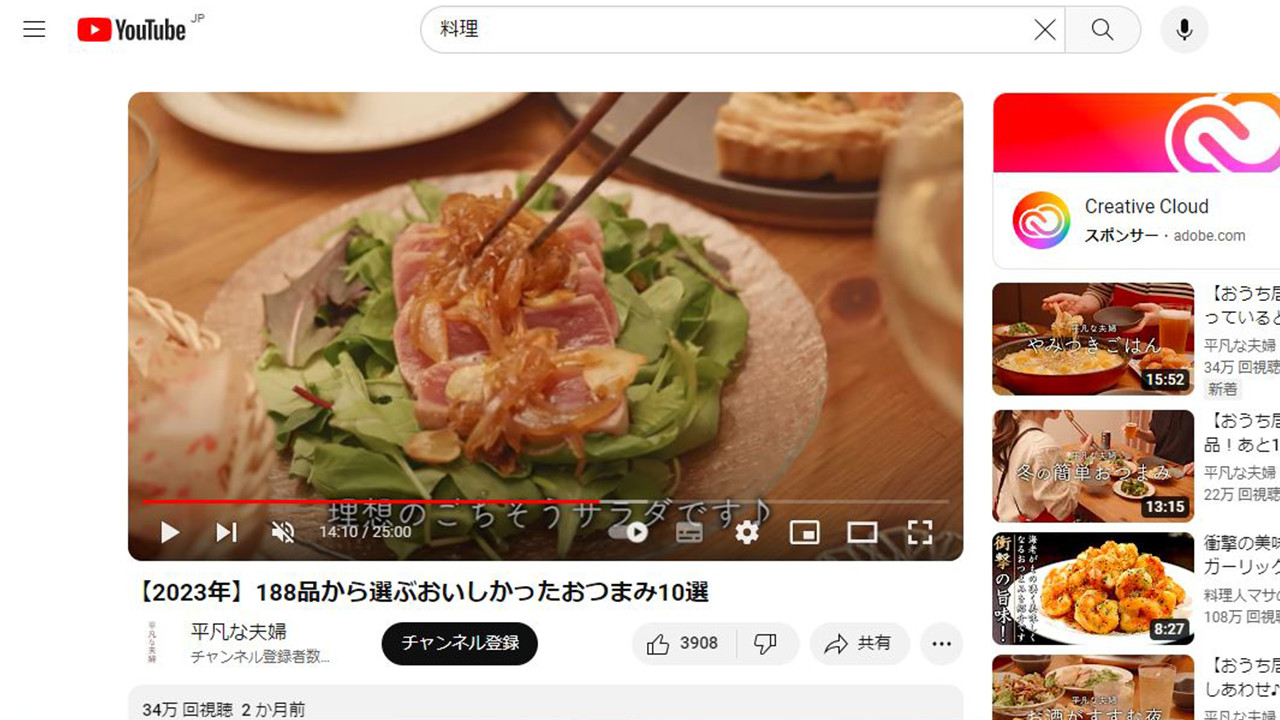 YouTube JP
料理
理想のごちそうサラダです♪
14:10 / 25:00
【2023年】188品から選ぶおいしかったおつまみ10選
平凡な夫婦
平凡な夫婦
チャンネル登録者数...
チャンネル登録
3908
共有
34万 回視聴 2 か月前
Creative Cloud
スポンサー・adobe.com
平凡な夫婦
やみつきごはん
15:52
【おうち居
っていると
平凡な夫婦
34万 回視聴
新着
平凡な夫婦
冬の簡単おつまみ
13:15
【おうち居
品！あと1
平凡な夫婦
22万 回視聴
衝撃の旨味！
8:27
衝撃の美味
ガーリック
料理人マサの
108万 回視聴
平凡な夫婦
お酒がすすむ夜
【おうち居
しあわせ♪
平凡な夫婦